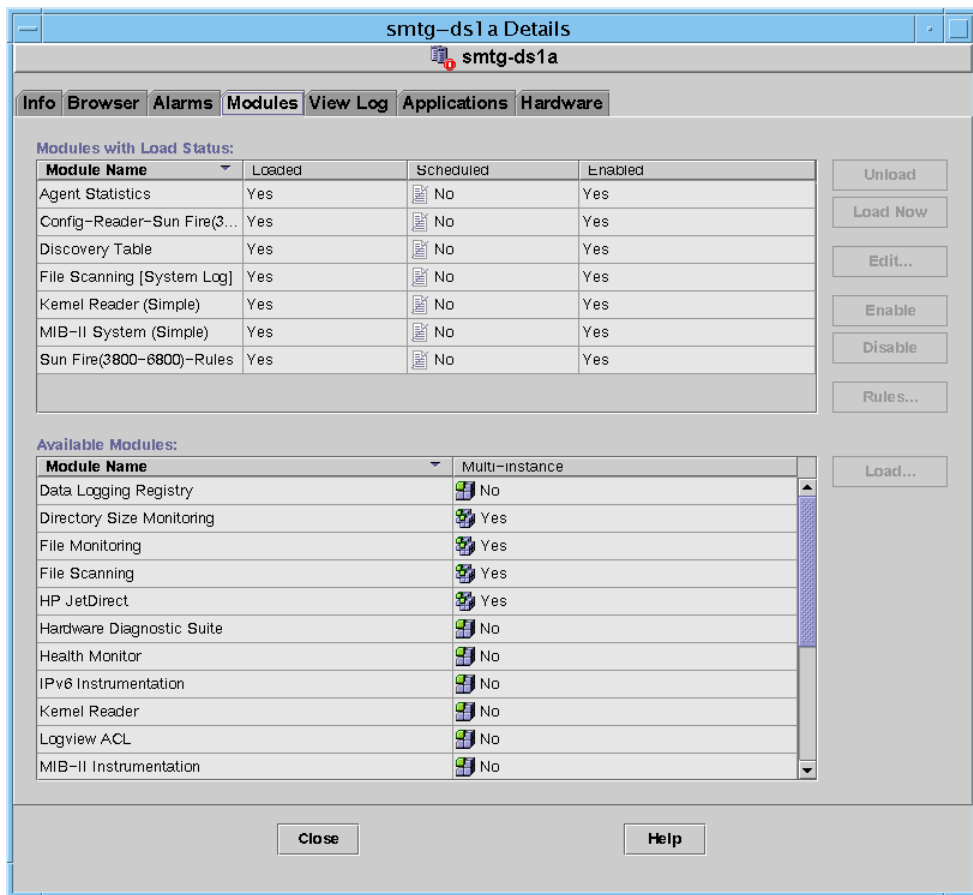 smtg-ds1a Details
smtg-ds1a
Info Browser Alarms Modules View Log Applications Hardware
Modules with Load Status:
Module Name Loaded Scheduled Enabled
Agent Statistics Yes No Yes
Config-Reader-Sun Fire(3... Yes No Yes
Discovery Table Yes No Yes
File Scanning [System Log] Yes No Yes
Kernel Reader (Simple) Yes No Yes
MIB-II System (Simple) Yes No Yes
Sun Fire(3800-6800)-Rules Yes No Yes
Unload
Load Now
Edit...
Enable
Disable
Rules...
Available Modules:
Module Name Multi-Instance
Data Logging Registry No
Directory Size Monitoring Yes
File Monitoring Yes
File Scanning Yes
HP JetDirect Yes
Hardware Diagnostic Suite No
Health Monitor No
IPv6 Instrumentation No
Kernel Reader No
Logview ACL No
MIB-II Instrumentation No
Load...
Close Help